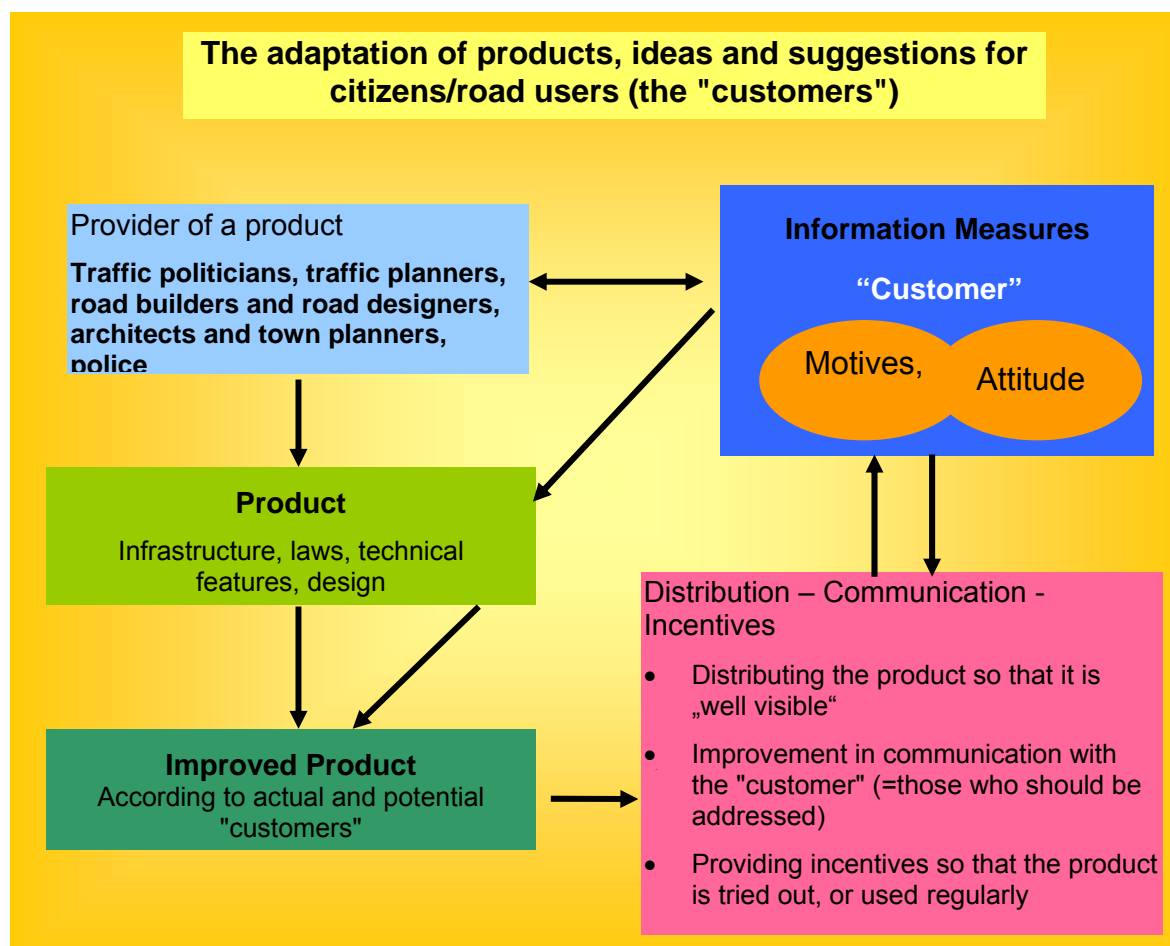 The adaptation of products, ideas and suggestions for
citizens/road users (the "customers")
Provider of a product
Traffic politicians, traffic planners,
road builders and road designers,
architects and town planners,
police
Information Measures
“Customer”
Motives,
Attitude
Product
Infrastructure, laws, technical
features, design
Improved Product
According to actual and potential
"customers"
Distribution – Communication -
Incentives
• Distributing the product so that it is
„well visible“
• Improvement in communication with
the "customer" (=those who should be
addressed)
• Providing incentives so that the product
is tried out, or used regularly